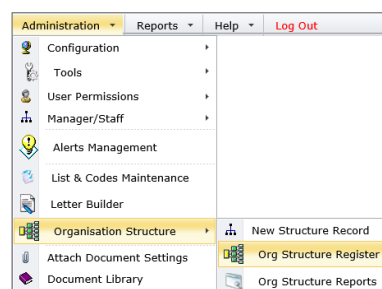 Administration Reports Help Log Out
Configuration
Tools
User Permissions
Manager/Staff
Alerts Management
List & Codes Maintenance
Letter Builder
Organisation Structure New Structure Record
Org Structure Register
Attach Document Settings
Document Library Org Structure Reports